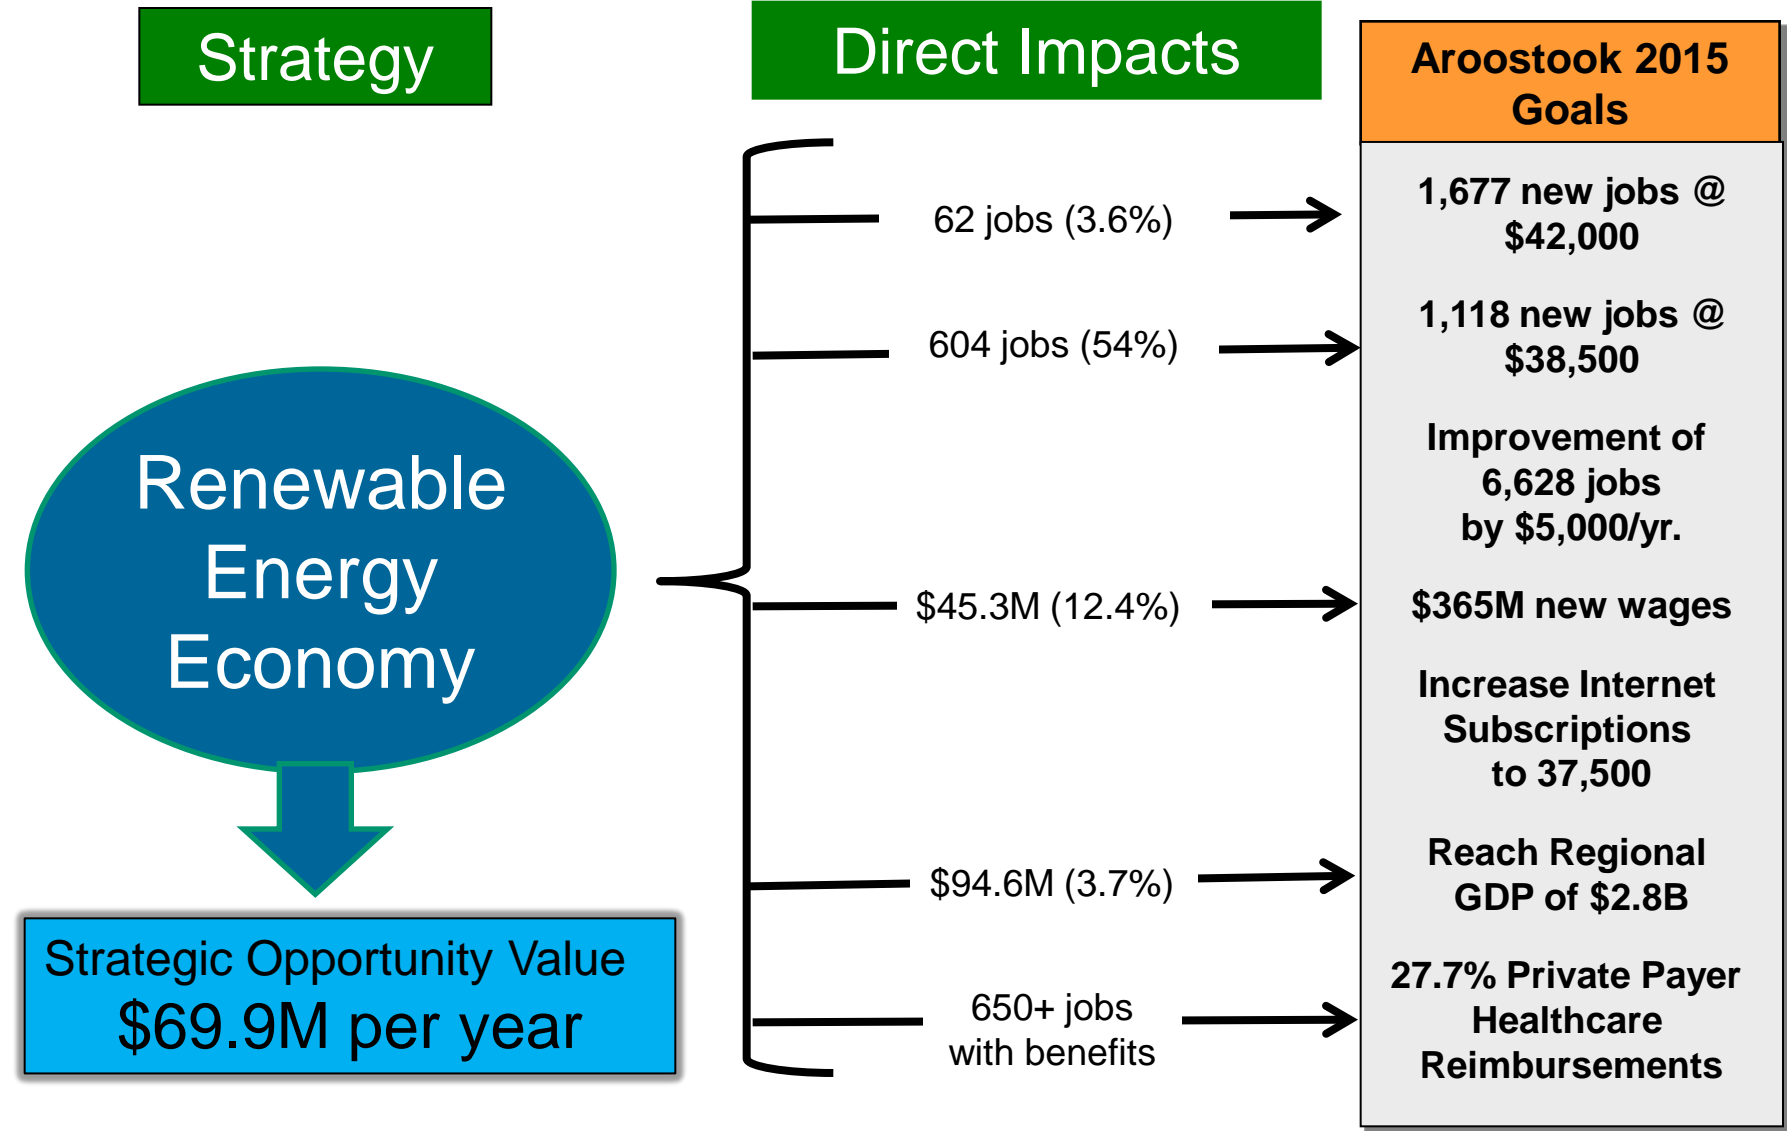 Strategy
Direct Impacts
Aroostook 2015
Goals
Renewable
Energy
Economy
Strategic Opportunity Value
$69.9M per year
62 jobs (3.6%)
604 jobs (54%)
$45.3M (12.4%)
$94.6M (3.7%)
650+ jobs
with benefits
1,677 new jobs @
$42,000
1,118 new jobs @
$38,500
Improvement of
6,628 jobs
by $5,000/yr.
$365M new wages
Increase Internet
Subscriptions
to 37,500
Reach Regional
GDP of $2.8B
27.7% Private Payer
Healthcare
Reimbursements